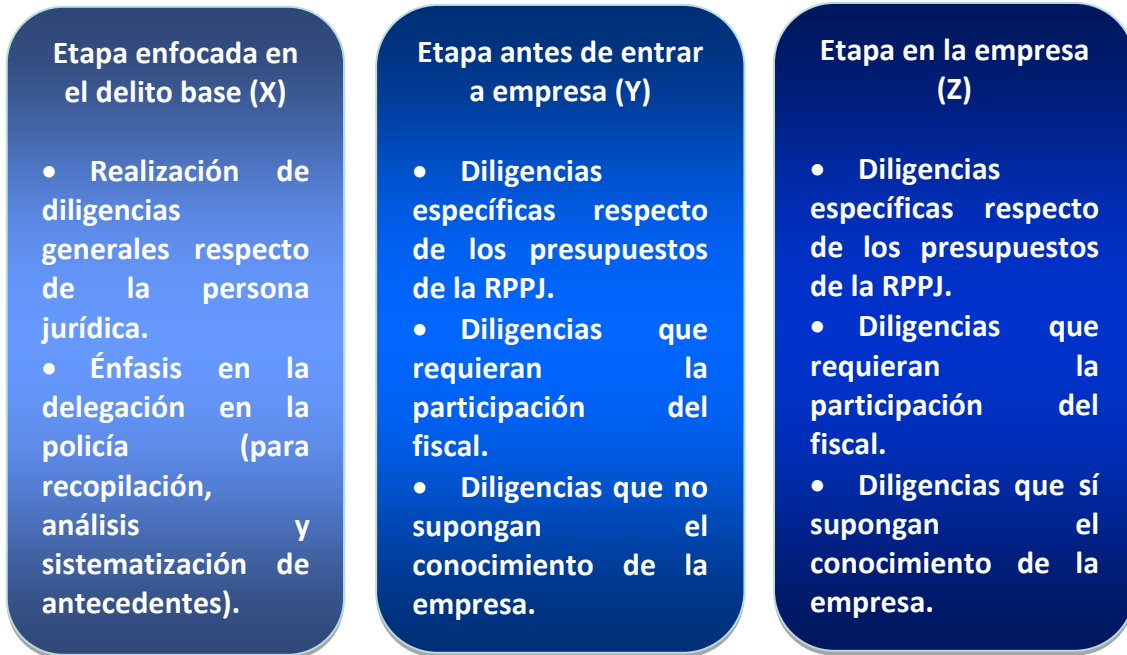 Etapa enfocada en
el delito base (X)
• Realización de
diligencias
generales respecto
de la persona
jurídica.
• Énfasis en la
delegación en la
policía (para
recopilación,
análisis y
sistematización de
antecedentes).
Etapa antes de entrar
a empresa (Y)
• Diligencias
específicas respecto
de los presupuestos
de la RPPJ.
• Diligencias que
requieran la
participación del
fiscal.
• Diligencias que no
supongan el
conocimiento de la
empresa.
Etapa en la empresa
(Z)
• Diligencias
específicas respecto
de los presupuestos
de la RPPJ.
• Diligencias que
requieran la
participación del
fiscal.
• Diligencias que sí
supongan el
conocimiento de la
empresa.